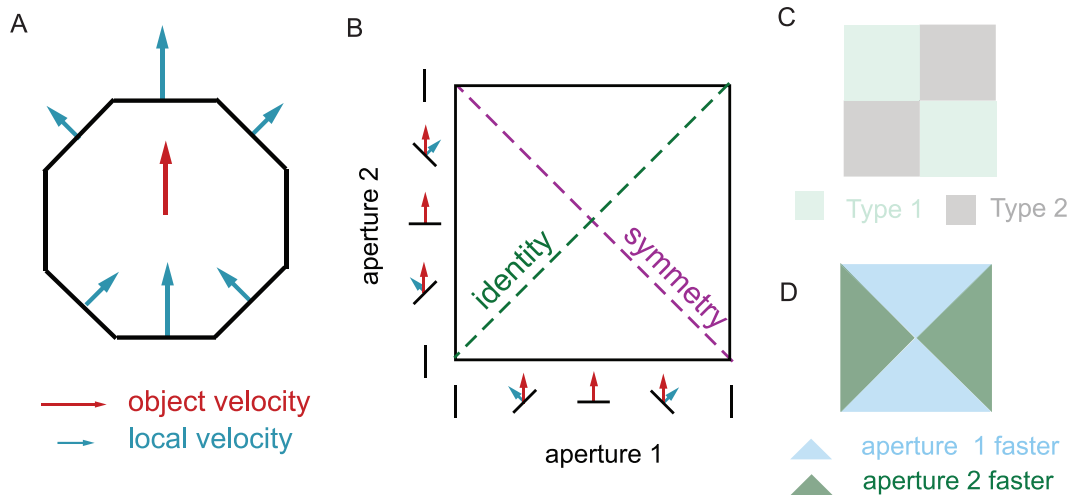 A
object velocity
local velocity
B
aperture 2
identity
symmetry
aperture 1
C
Type 1
Type 2
D
aperture 1 faster
aperture 2 faster